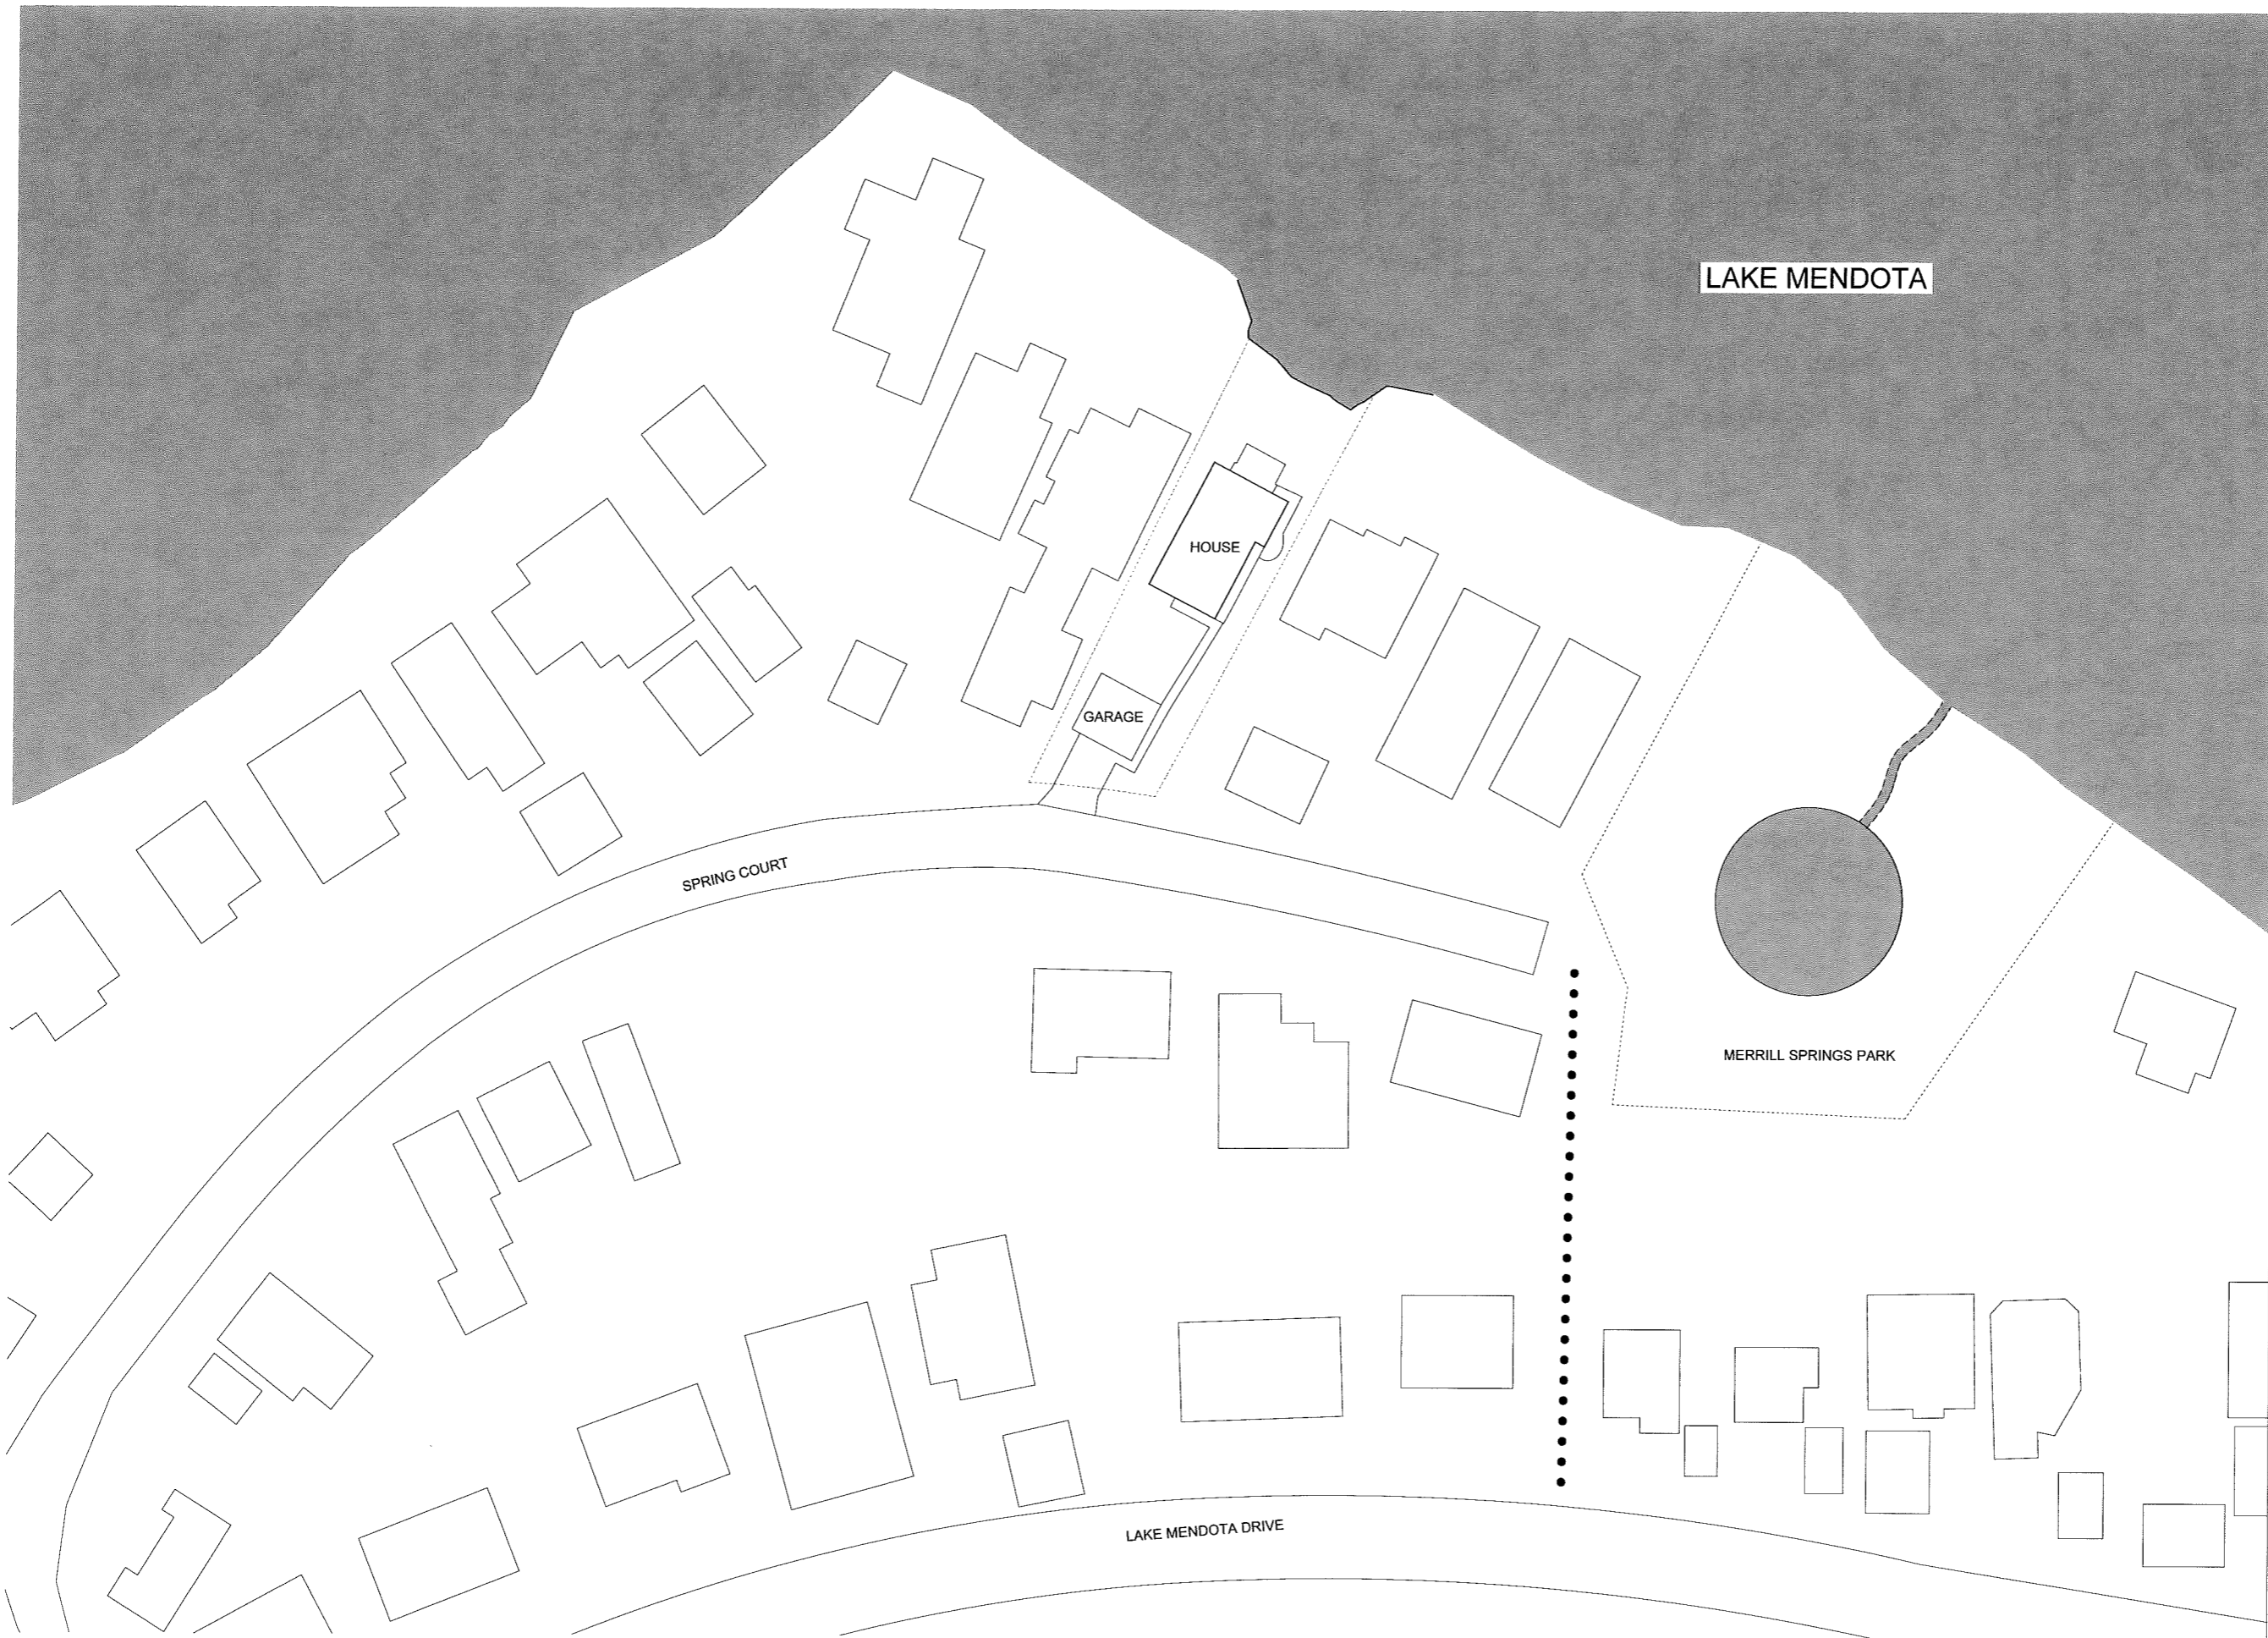 LAKE MENDOTA
HOUSE
GARAGE
SPRING COURT
MERRILL SPRINGS PARK
LAKE MENDOTA DRIVE